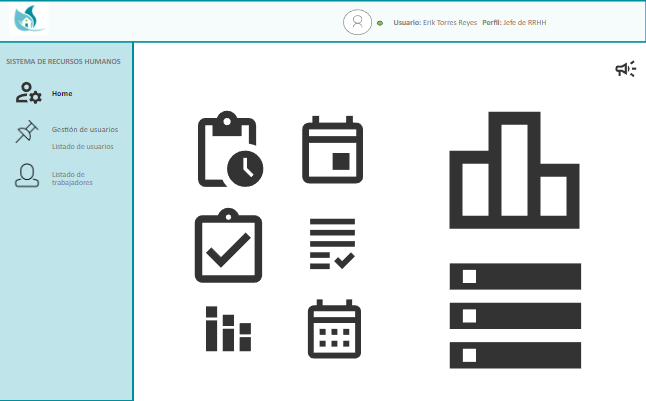 Usuario: Erik Torres Reyes Perfil: Jefe de RRHH
SISTEMA DE RECURSOS HUMANOS
Home
Gestión de usuarios
Listado de usuarios
Listado de
trabajadores